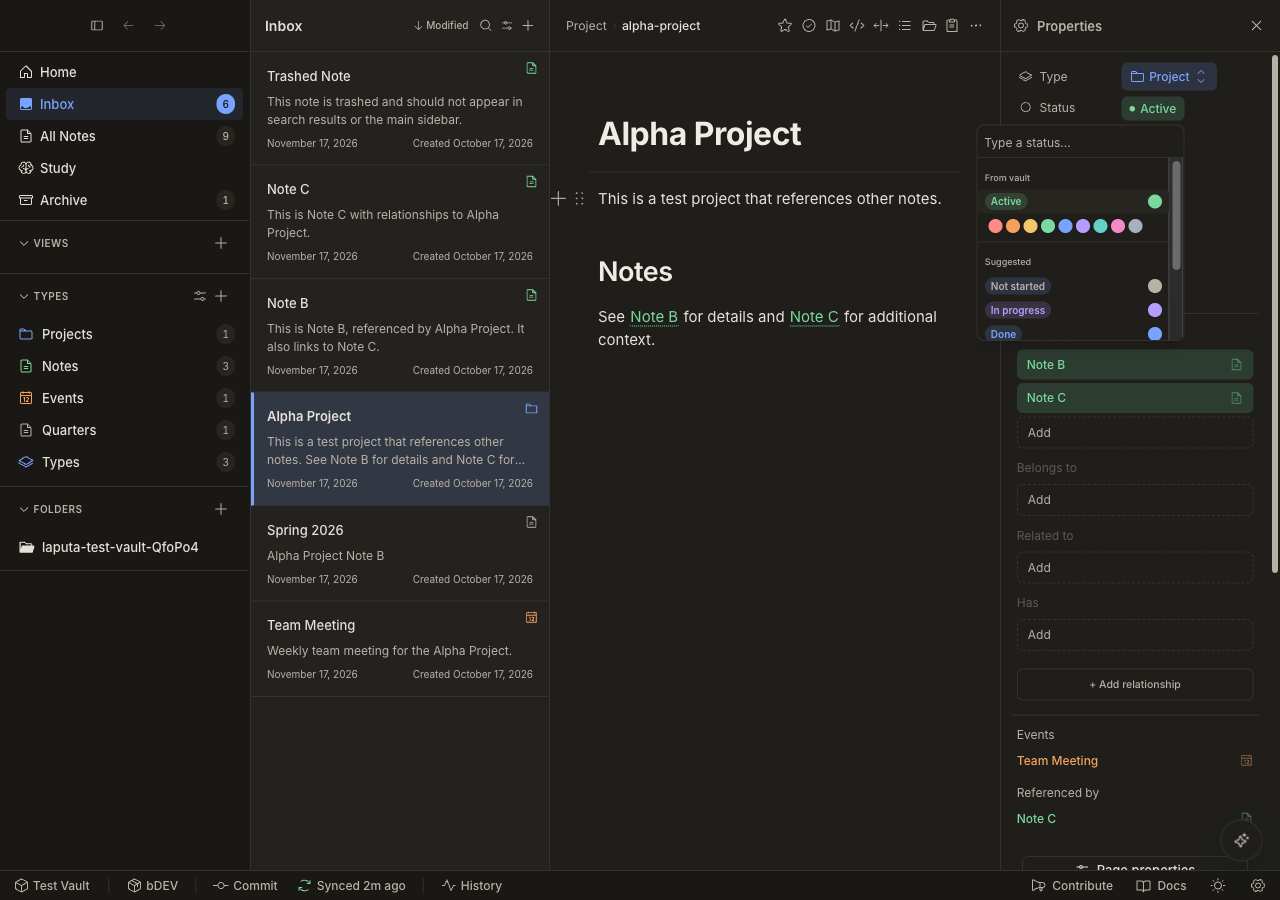 Home
Inbox
6
All Notes
9
Study
Archive
1
VIEWS
TYPES
Projects
1
Notes
3
Events
1
Quarters
1
Types
3
FOLDERS
laputa-test-vault-QfoPo4
Inbox
Modified
Trashed Note
This note is trashed and should not appear in
search results or the main sidebar.
November 17, 2026
Created October 17, 2026
Note C
This is Note C with relationships to Alpha
Project.
November 17, 2026
Created October 17, 2026
Note B
This is Note B, referenced by Alpha Project. It
also links to Note C.
November 17, 2026
Created October 17, 2026
Alpha Project
This is a test project that references other
notes. See Note B for details and Note C for...
November 17, 2026
Created October 17, 2026
Spring 2026
Alpha Project Note B
November 17, 2026
Created October 17, 2026
Team Meeting
Weekly team meeting for the Alpha Project.
November 17, 2026
Created October 17, 2026
Project
alpha-project
Alpha Project
This is a test project that references other notes.
Notes
See Note B for details and Note C for additional
context.
Properties
Type
Project
Status
Active
Type a status...
From vault
Active
Suggested
Not started
In progress
Done
Note B
Note C
Add
Belongs to
Add
Related to
Add
Has
Add
+ Add relationship
Events
Team Meeting
Referenced by
Note C
Page properties
Test Vault
bDEV
Commit
Synced 2m ago
History
Contribute
Docs